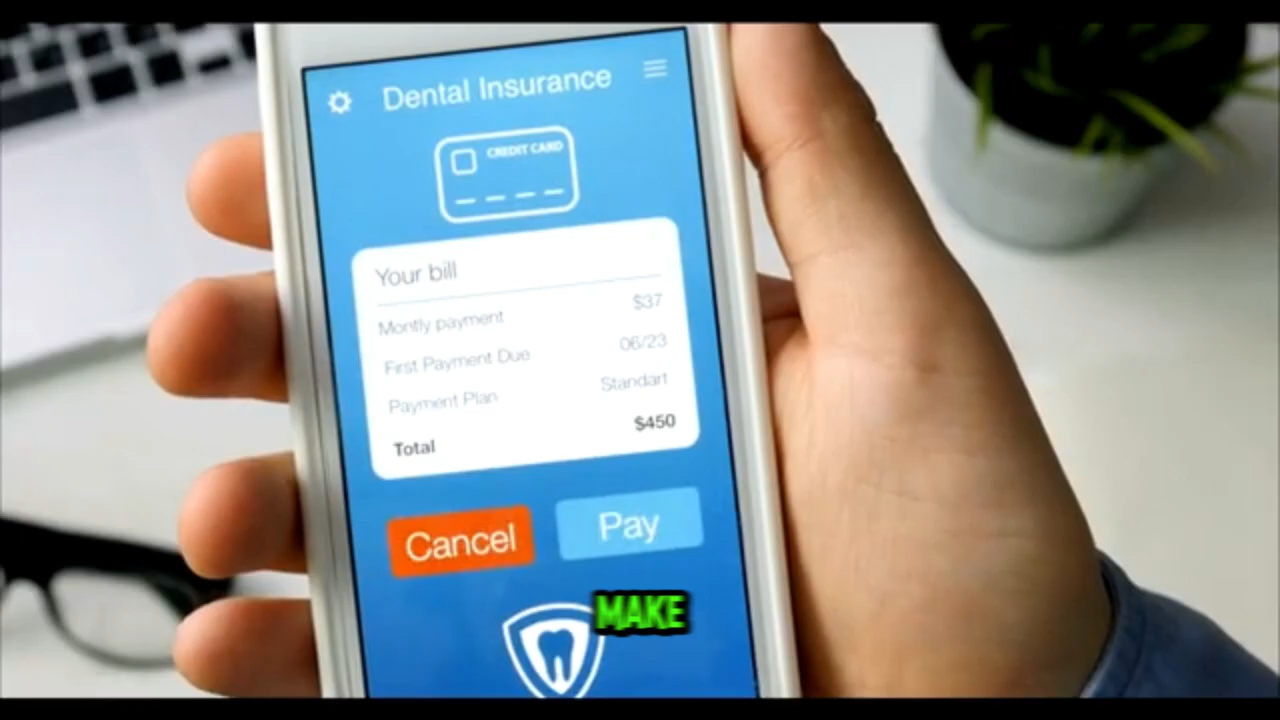 Dental Insurance
CREDIT CARD
Your bill
Montly payment $37
First Payment Due 06/23
Payment Plan Standart
Total $450
Cancel Pay
MAKE